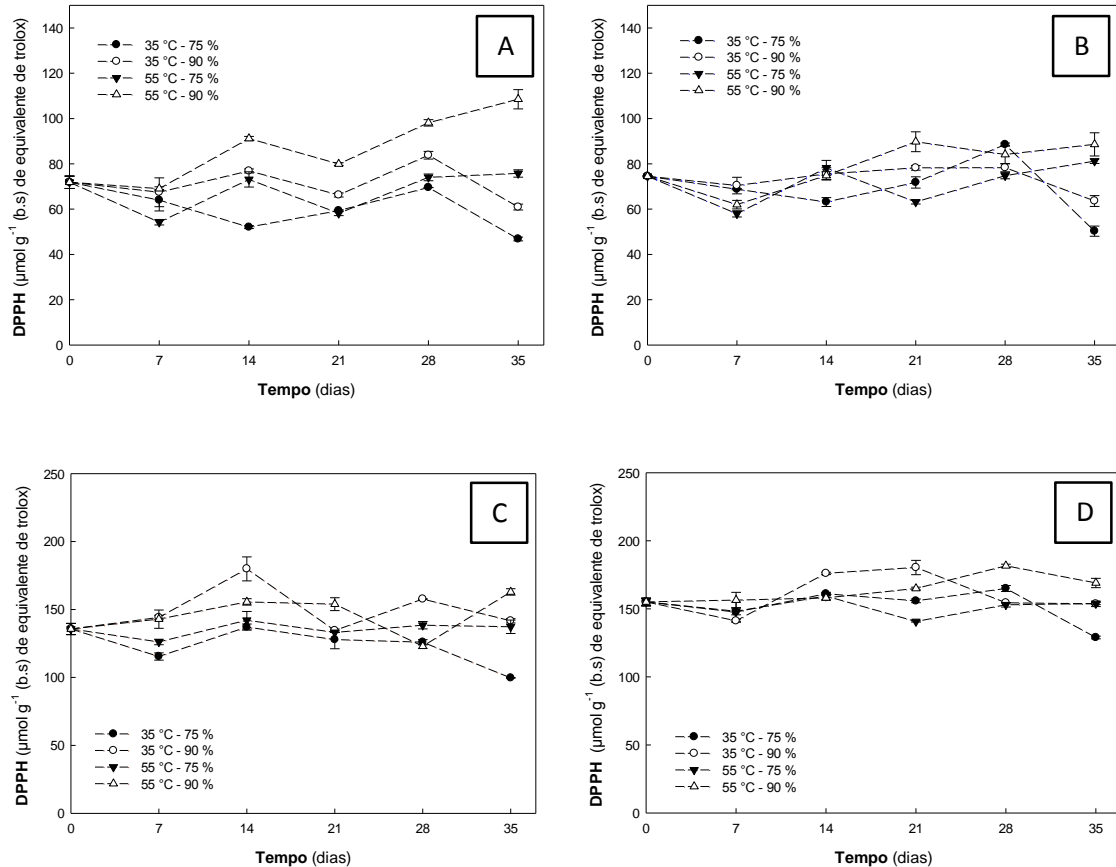 A
140
120
100
80
60
40
20
0
DPPH (µmol g⁻¹ (b.s) de equivalente de trolox)
35 °C - 75 %
35 °C - 90 %
55 °C - 75 %
55 °C - 90 %
0 7 14 21 28 35
Tempo (dias)
B
140
120
100
80
60
40
20
0
DPPH (µmol g⁻¹ (b.s) de equivalente de trolox)
35 °C - 75 %
35 °C - 90 %
55 °C - 75 %
55 °C - 90 %
0 7 14 21 28 35
Tempo (dias)
C
250
200
150
100
50
0
DPPH (µmol g⁻¹ (b.s) de equivalente de trolox)
35 °C - 75 %
35 °C - 90 %
55 °C - 75 %
55 °C - 90 %
0 7 14 21 28 35
Tempo (dias)
D
250
200
150
100
50
0
DPPH (µmol g⁻¹ (b.s) de equivalente de trolox)
35 °C - 75 %
35 °C - 90 %
55 °C - 75 %
55 °C - 90 %
0 7 14 21 28 35
Tempo (dias)